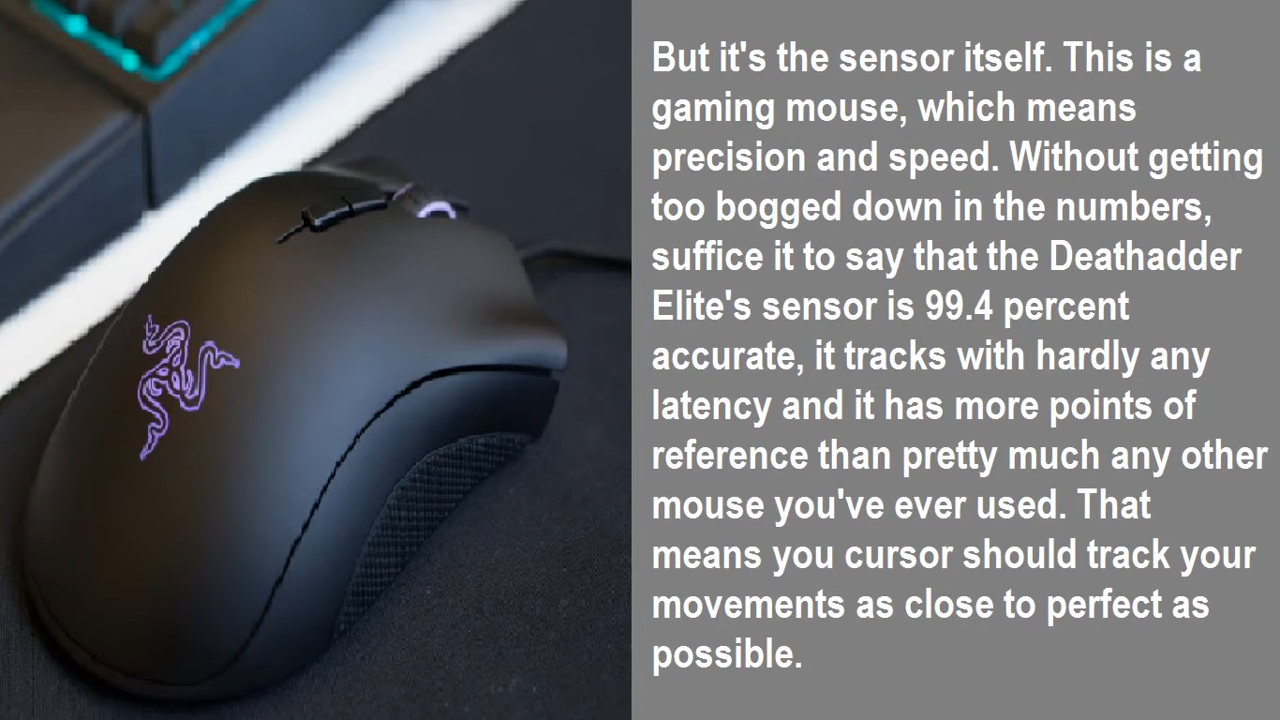 But it's the sensor itself. This is a
gaming mouse, which means
precision and speed. Without getting
too bogged down in the numbers,
suffice it to say that the Deathadder
Elite's sensor is 99.4 percent
accurate, it tracks with hardly any
latency and it has more points of
reference than pretty much any other
mouse you've ever used. That
means you cursor should track your
movements as close to perfect as
possible.